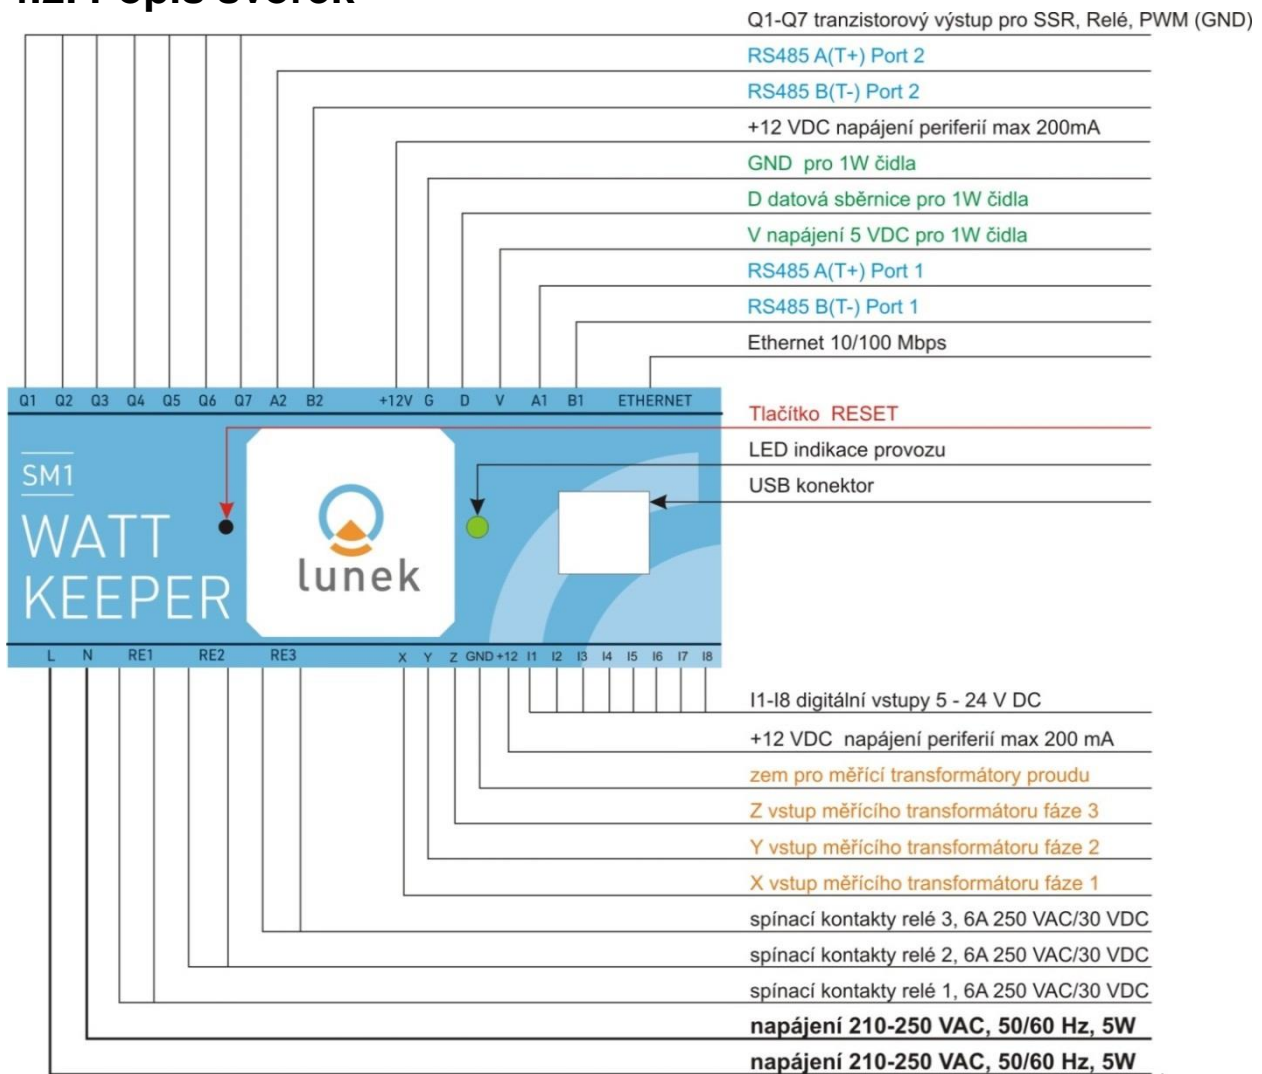 4.2. Popis svorek
Q1-Q7 tranzistorový výstup pro SSR, Relé, PWM (GND)
RS485 A(T+) Port 2
RS485 B(T-) Port 2
+12 VDC napájení periferií max 200mA
GND pro 1W čidla
D datová sběrnice pro 1W čidla
V napájení 5 VDC pro 1W čidla
RS485 A(T+) Port 1
RS485 B(T-) Port 1
Ethernet 10/100 Mbps
Q1 Q2 Q3 Q4 Q5 Q6 Q7 A2 B2 +12V G D V A1 B1 ETHERNET
Tlačítko RESET
LED indikace provozu
USB konektor
SM1
WATT
KEEPER
lunek
L N RE1 RE2 RE3 X Y Z GND +12 I1 I2 I3 I4 I5 I6 I7 I8
I1-I8 digitální vstupy 5 - 24 V DC
+12 VDC napájení periferií max 200 mA
zem pro měřící transformátory proudu
Z vstup měřícího transformátoru fáze 3
Y vstup měřícího transformátoru fáze 2
X vstup měřícího transformátoru fáze 1
spínací kontakty relé 3, 6A 250 VAC/30 VDC
spínací kontakty relé 2, 6A 250 VAC/30 VDC
spínací kontakty relé 1, 6A 250 VAC/30 VDC
napájení 210-250 VAC, 50/60 Hz, 5W
napájení 210-250 VAC, 50/60 Hz, 5W